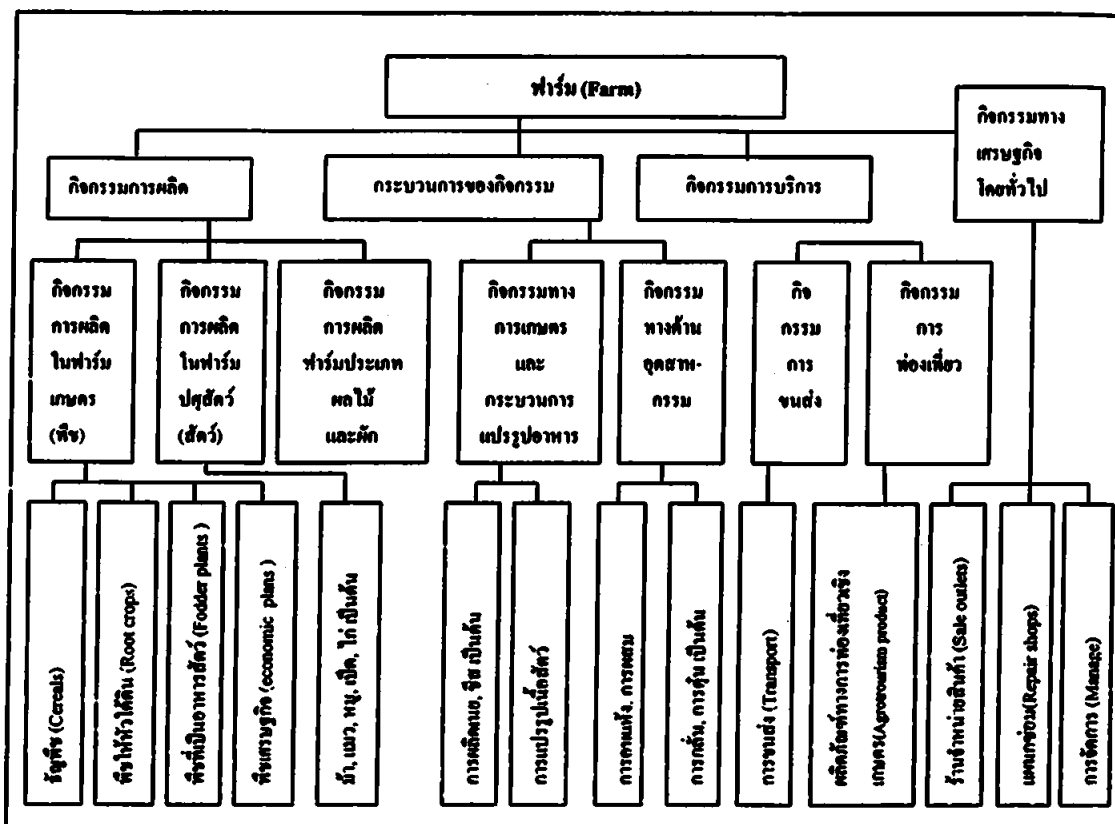 ฟาร์ม (Farm)
กิจกรรมทาง
เศรษฐกิจ
โดยทั่วไป
กิจกรรมการผลิต
กระบวนการของกิจกรรม
กิจกรรมการบริการ
กิจกรรม
การผลิต
ในฟาร์ม
เกษตร
(พืช)
กิจกรรม
การผลิต
ในฟาร์ม
ปศุสัตว์
(สัตว์)
กิจกรรม
การผลิต
ฟาร์มประเภท
ผลไม้
และผัก
กิจกรรมทาง
การเกษตร
และ
กระบวนการ
แปรรูปอาหาร
กิจกรรม
ทางด้าน
อุตสาห-
กรรม
กิจ
กรรม
การ
ขนส่ง
กิจกรรม
การ
ท่องเที่ยว
ธัญพืช (Cereals)
พืชให้หัวใต้ดิน (Root crops)
พืชที่เป็นอาหารสัตว์ (Fodder plants )
พืชเศรษฐกิจ (economic plans )
ม้า, แมว, หมู, เป็ด, ไก่ เป็นต้น
การผลิตเนย, ชีส เป็นต้น
การแปรรูปเนื้อสัตว์
การตากแห้ง, การผสม
การกลั่น, การตุ๋น เป็นต้น
การขนส่ง (Transport)
ผลิตภัณฑ์ทางการท่องเที่ยวเชิง
เกษตร(Agrotourism product)
ร้านจำหน่ายสินค้า (Sale outlets)
แผนกซ่อม(Repair shops)
การจัดการ (Manage)